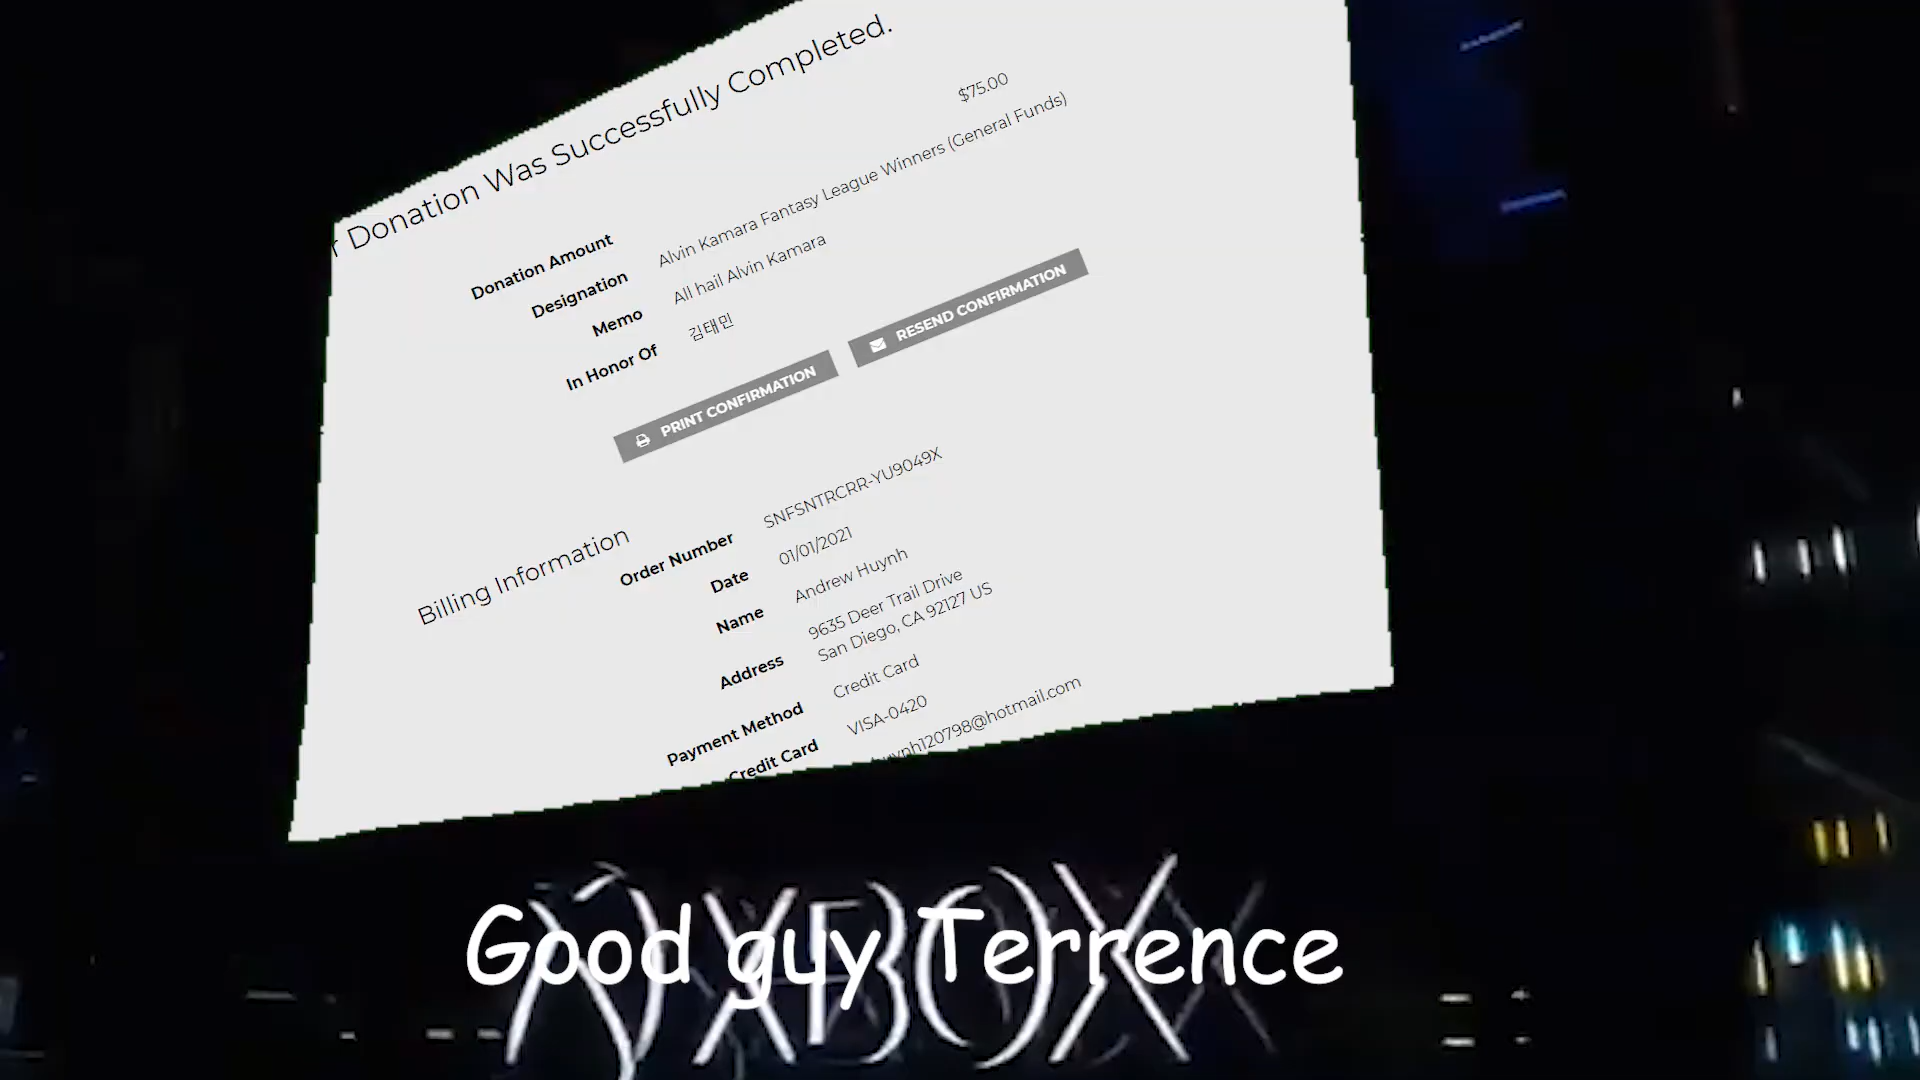 r Donation Was Successfully Completed.
Donation Amount $75.00
Designation Alvin Kamara Fantasy League Winners (General Funds)
Memo All hail Alvin Kamara
In Honor Of 김태민
PRINT CONFIRMATION RESEND CONFIRMATION
Billing Information
Order Number SNFSNTRCRR-YU9049X
Date 01/01/2021
Name Andrew Huynh
Address 9635 Deer Trail Drive
San Diego, CA 92127 US
Payment Method Credit Card
Credit Card VISA-0420
huynh120798@hotmail.com
Good guy Terrence
XBOX